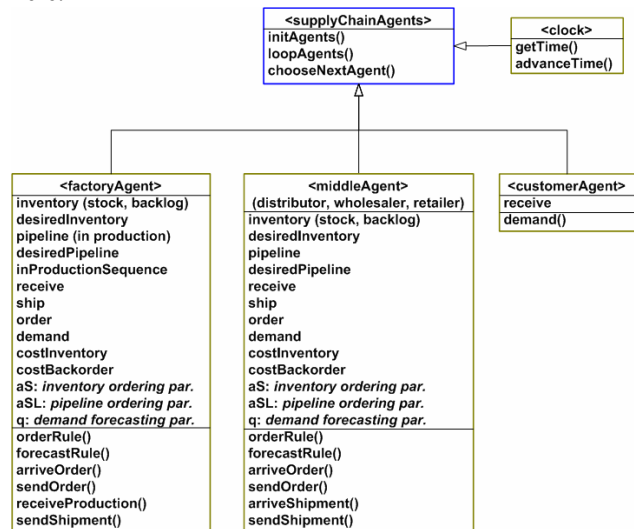 <supplyChainAgents>
initAgents()
loopAgents()
chooseNextAgent()
<clock>
getTime()
advanceTime()
<factoryAgent>
inventory (stock, backlog)
desiredInventory
pipeline (in production)
desiredPipeline
inProductionSequence
receive
ship
order
demand
costInventory
costBackorder
aS: inventory ordering par.
aSL: pipeline ordering par.
q: demand forecasting par.
orderRule()
forecastRule()
arriveOrder()
sendOrder()
receiveProduction()
sendShipment()
<middleAgent>
(distributor, wholesaler, retailer)
inventory (stock, backlog)
desiredInventory
pipeline
desiredPipeline
receive
ship
order
demand
costInventory
costBackorder
aS: inventory ordering par.
aSL: pipeline ordering par.
q: demand forecasting par.
orderRule()
forecastRule()
arriveOrder()
sendOrder()
arriveShipment()
sendShipment()
<customerAgent>
receive
demand()